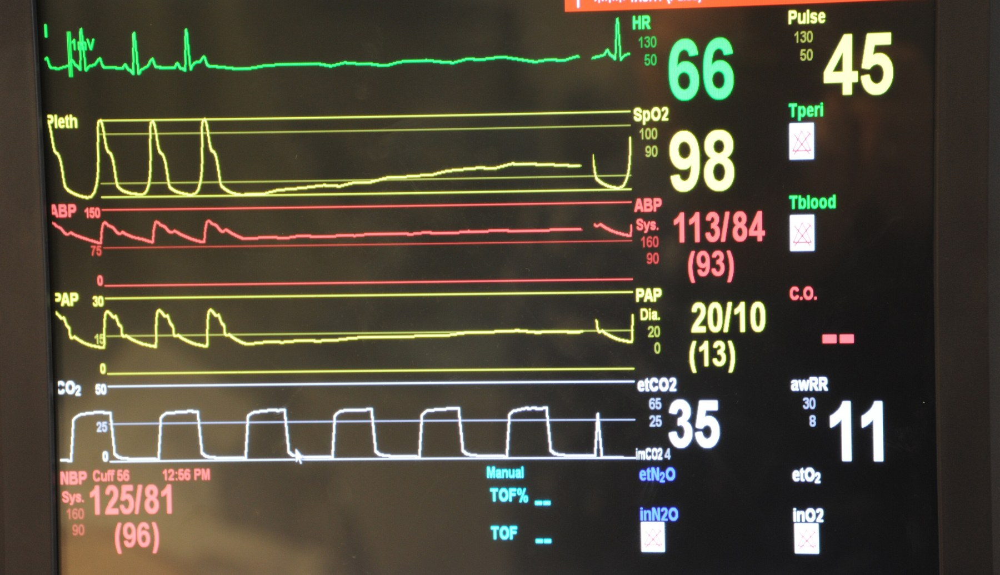 1mV
HR
130
50
66
Pulse
130
50
45
Pleth
SpO2
100
90
98
Tperi
ABP 150
75
0
ABP
Sys.
160
90
113/84
(93)
Tblood
PAP 30
15
0
PAP
Dia.
20
0
20/10
(13)
C.O.
--
CO2 50
25
0
etCO2
65
25
35
imCO2 4
awRR
30
8
11
NBP Cuff 56 12:56 PM
Sys.
160
90
125/81
(96)
Manual
TOF% --
TOF --
etN2O
inN2O
etO2
inO2